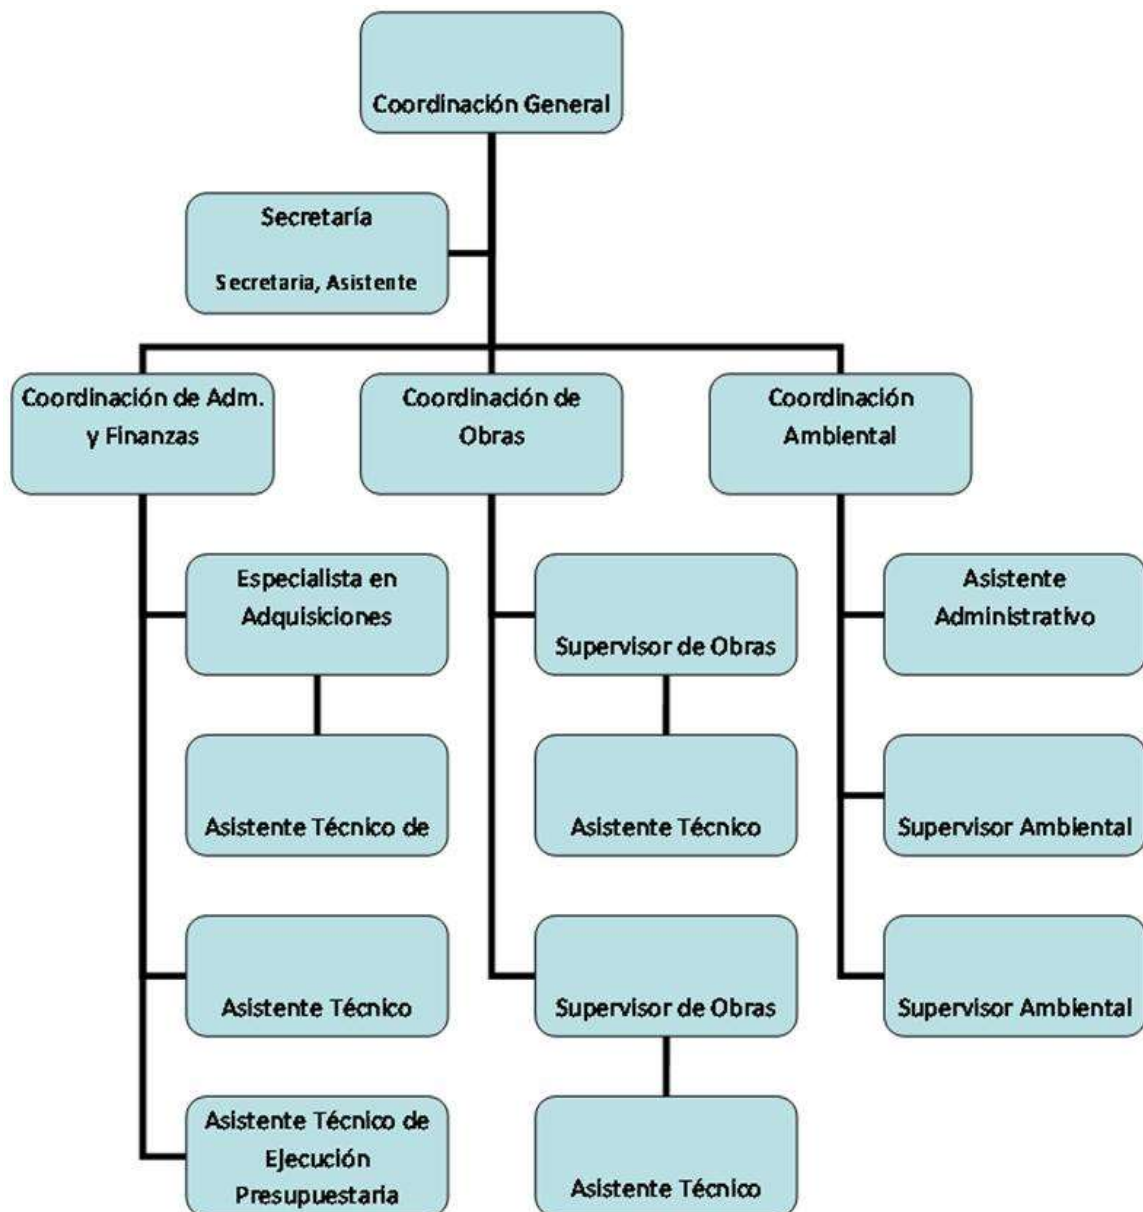 Coordinación General
Secretaría
Secretaria, Asistente
Coordinación de Adm.
y Finanzas
Coordinación de
Obras
Coordinación
Ambiental
Especialista en
Adquisiciones
Supervisor de Obras
Asistente
Administrativo
Asistente Técnico de
Asistente Técnico
Supervisor Ambiental
Asistente Técnico
Supervisor de Obras
Supervisor Ambiental
Asistente Técnico de
Ejecución
Presupuestaria
Asistente Técnico